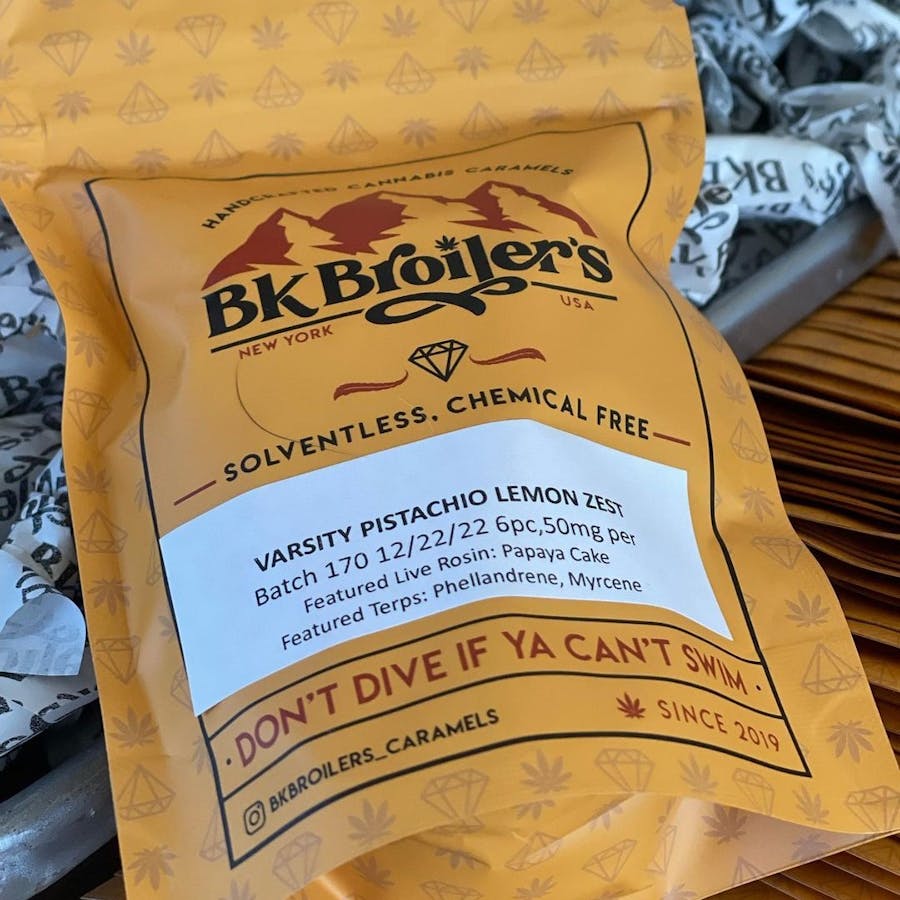 HANDCRAFTED CANNABIS CARAMELS
BK Broiler's
NEW YORK
USA
SOLVENTLESS, CHEMICAL FREE
VARSITY PISTACHIO LEMON ZEST
Batch 170 12/22/22 6pc,50mg per
Featured Live Rosin: Papaya Cake
Featured Terps: Phellandrene, Myrcene
· DON'T DIVE IF YA CAN'T SWIM ·
SINCE 2019
BKBROILERS_CARAMELS